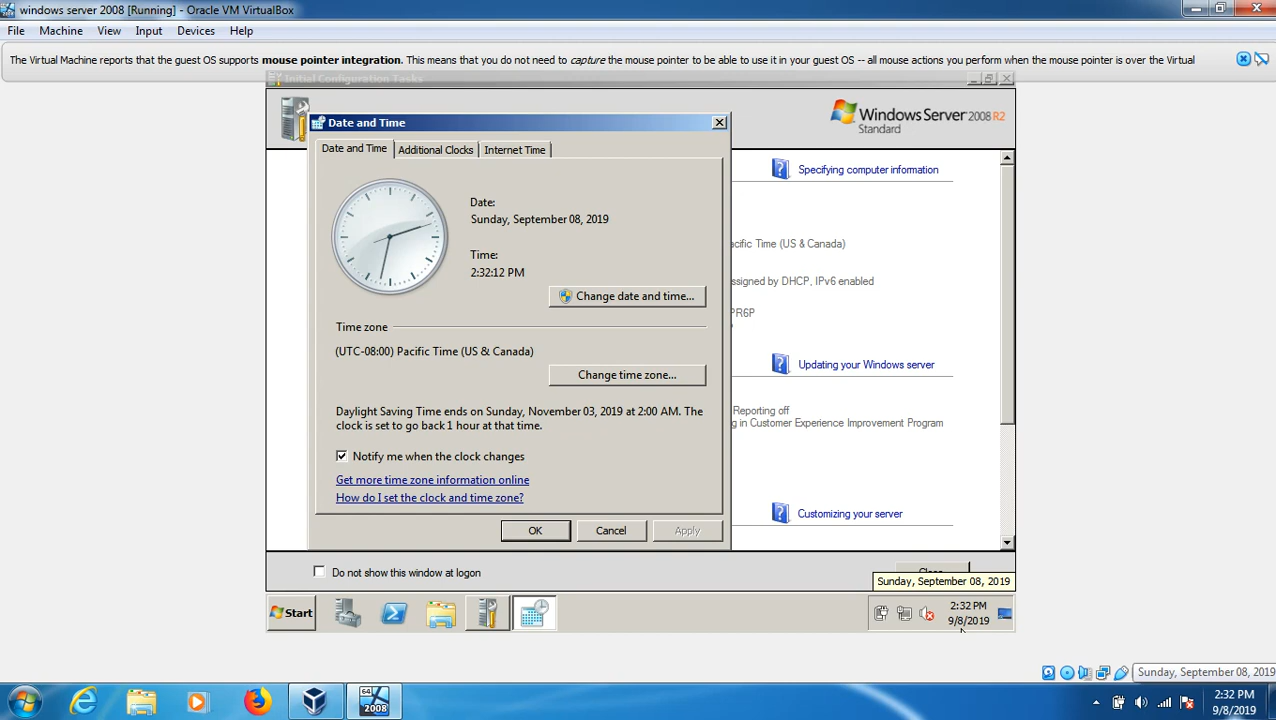 windows server 2008 [Running] - Oracle VM VirtualBox
File Machine View Input Devices Help
The Virtual Machine reports that the guest OS supports mouse pointer integration. This means that you do not need to capture the mouse pointer to be able to use it in your guest OS -- all mouse actions you perform when the mouse pointer is over the Virtual
Initial Configuration Tasks
Windows Server 2008 R2
Standard
Date and Time
Date and Time Additional Clocks Internet Time
Date:
Sunday, September 08, 2019
Time:
2:32:12 PM
Change date and time...
Time zone
(UTC-08:00) Pacific Time (US & Canada)
Change time zone...
Daylight Saving Time ends on Sunday, November 03, 2019 at 2:00 AM. The
clock is set to go back 1 hour at that time.
Notify me when the clock changes
Get more time zone information online
How do I set the clock and time zone?
OK Cancel Apply
Specifying computer information
acific Time (US & Canada)
ssigned by DHCP, IPv6 enabled
PR6P
Updating your Windows server
Reporting off
g in Customer Experience Improvement Program
Customizing your server
Do not show this window at logon
Close
Sunday, September 08, 2019
Start
2:32 PM
9/8/2019
Sunday, September 08, 2019
64
2008
2:32 PM
9/8/2019